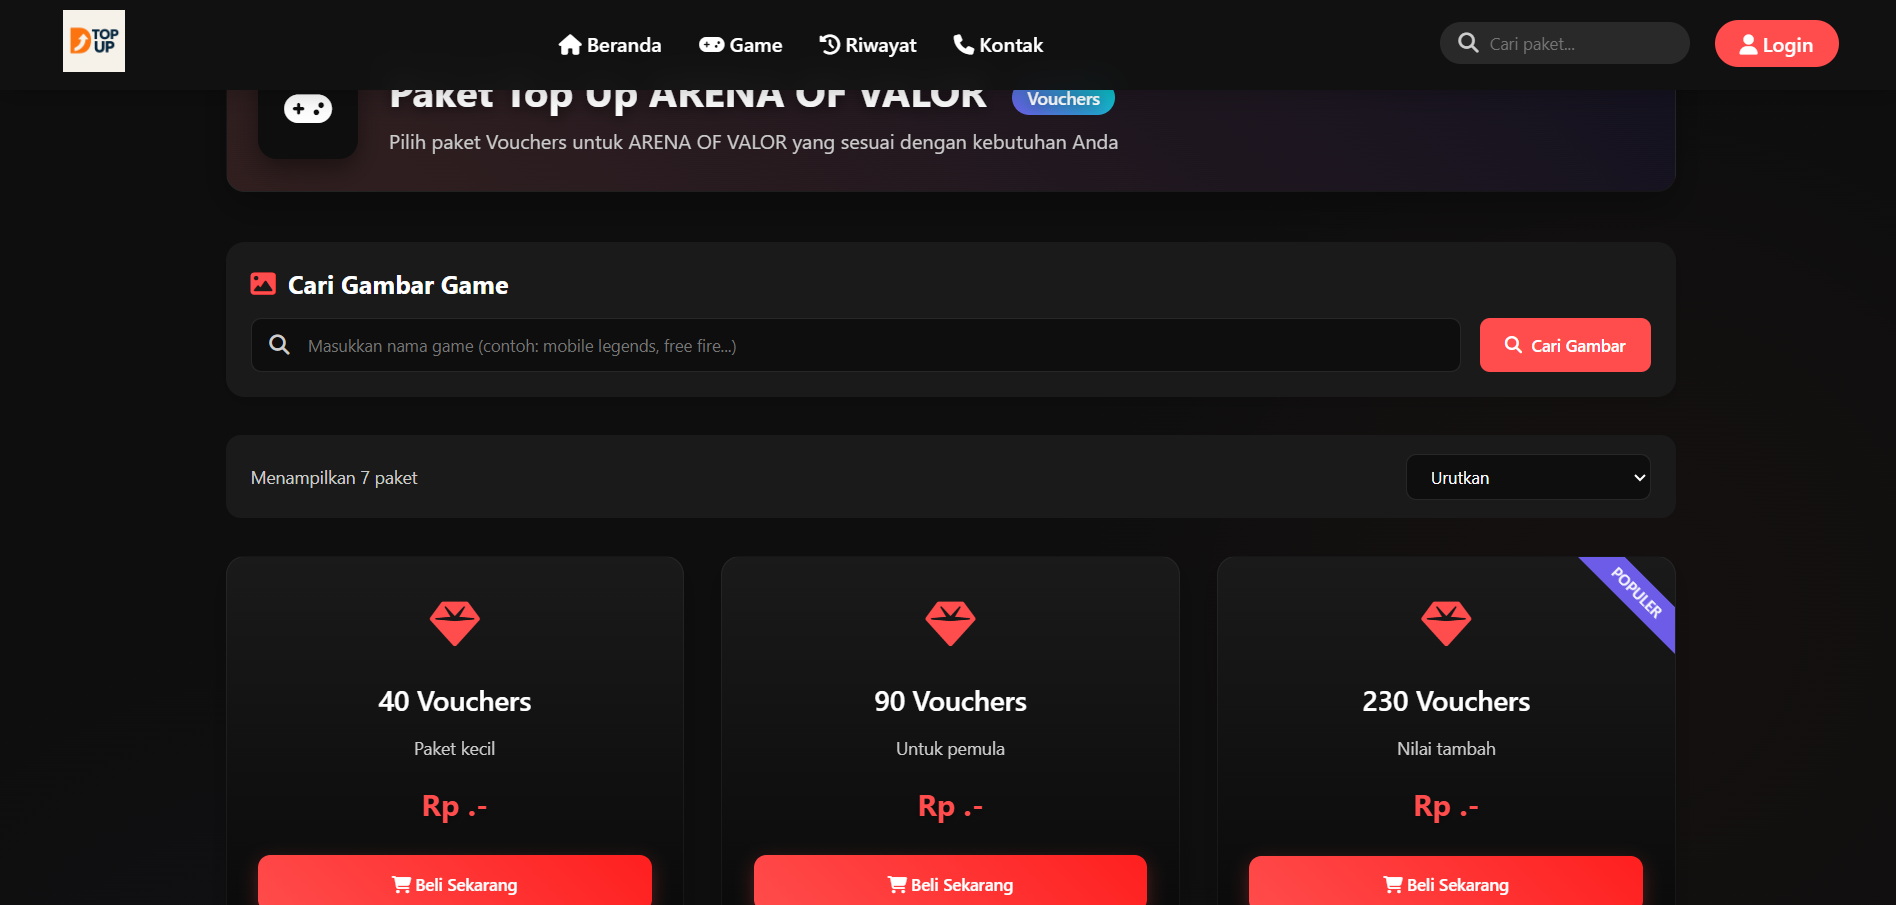 TOP
UP
Beranda
Game
Riwayat
Kontak
Cari paket...
Login
Paket Top Up ARENA OF VALOR
Vouchers
Pilih paket Vouchers untuk ARENA OF VALOR yang sesuai dengan kebutuhan Anda
Cari Gambar Game
Masukkan nama game (contoh: mobile legends, free fire...)
Cari Gambar
Menampilkan 7 paket
Urutkan
40 Vouchers
Paket kecil
Rp .-
Beli Sekarang
90 Vouchers
Untuk pemula
Rp .-
Beli Sekarang
POPULER
230 Vouchers
Nilai tambah
Rp .-
Beli Sekarang